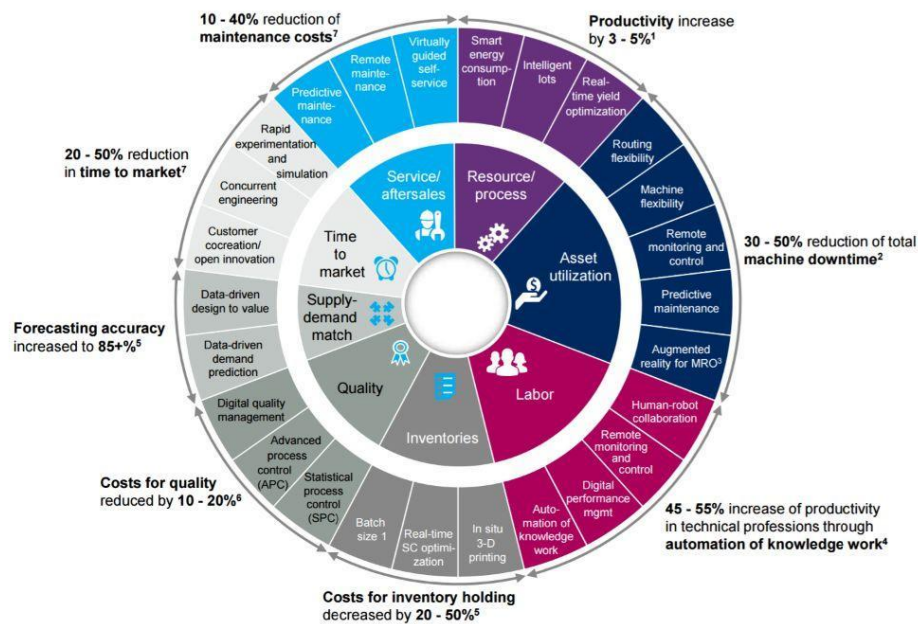 10 - 40% reduction of
maintenance costs⁷
Productivity increase
by 3 - 5%¹
20 - 50% reduction
in time to market⁷
30 - 50% reduction of total
machine downtime²
Forecasting accuracy
increased to 85+%⁵
Costs for quality
reduced by 10 - 20%⁶
45 - 55% increase of productivity
in technical professions through
automation of knowledge work⁴
Costs for inventory holding
decreased by 20 - 50%⁵
Smart
energy
consump-
tion
Intelligent
lots
Real-
time yield
optimization
Routing
flexibility
Machine
flexibility
Remote
monitoring and
control
Predictive
maintenance
Augmented
reality for MRO³
Human-robot
collaboration
Remote
monitoring
and
control
Digital
performance
mgmt
Auto-
mation of
knowledge
work
In situ
3-D
printing
Real-time
SC optimi-
zation
Batch
size 1
Statistical
process
control
(SPC)
Advanced
process
control
(APC)
Digital quality
management
Data-driven
demand
prediction
Data-driven
design to value
Customer
cocreation/
open innovation
Concurrent
engineering
Rapid
experimentation
and
simulation
Predictive
mainte-
nance
Remote
mainte-
nance
Virtually
guided
self-
service
Service/
aftersales
Resource/
process
Asset
utilization
Labor
Inventories
Quality
Supply-
demand
match
Time
to
market
$